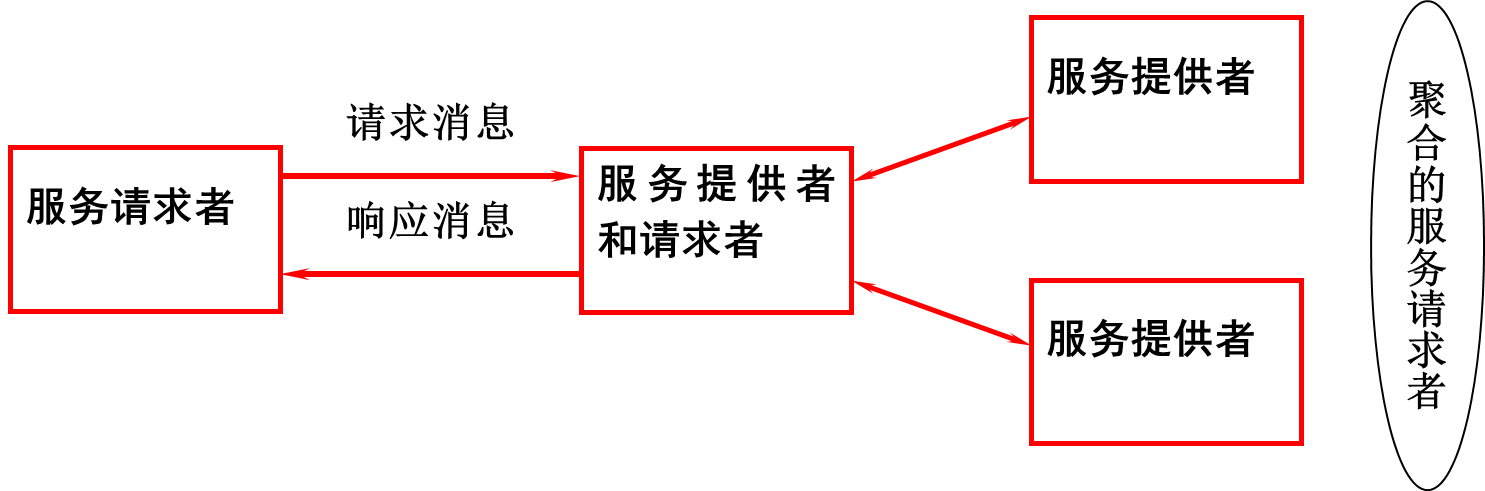 服务请求者
请求消息
响应消息
服务提供者
和请求者
服务提供者
服务提供者
聚合的服务请求者